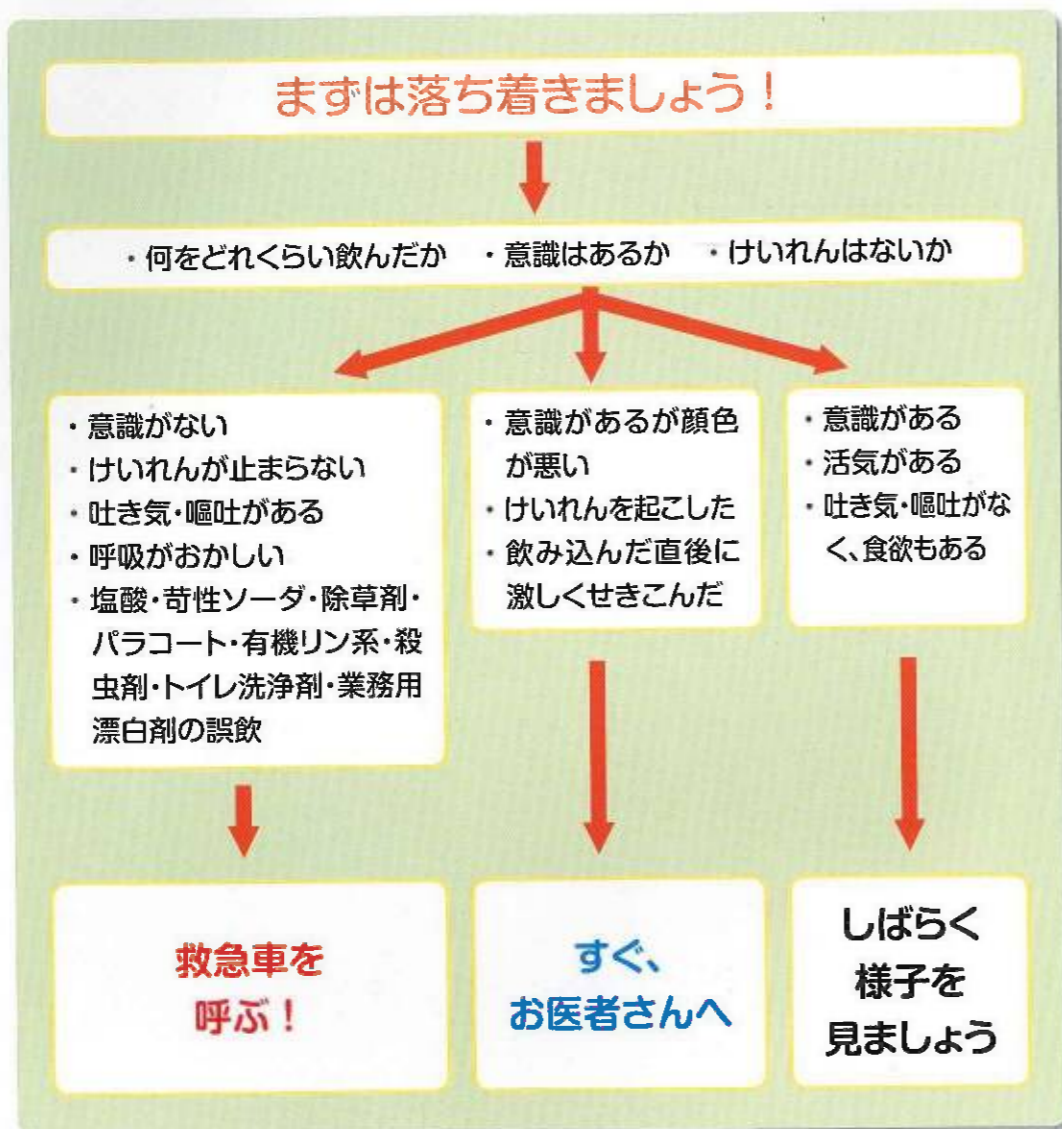 まずは落ち着きましょう！
・何をどれくらい飲んだか ・意識はあるか ・けいれんはないか
・意識がない
・けいれんが止まらない
・吐き気・嘔吐がある
・呼吸がおかしい
・塩酸・苛性ソーダ・除草剤・
パラコート・有機リン系・殺
虫剤・トイレ洗浄剤・業務用
漂白剤の誤飲
・意識があるが顔色
が悪い
・けいれんを起こした
・飲み込んだ直後に
激しくせきこんだ
・意識がある
・活気がある
・吐き気・嘔吐がな
く、食欲もある
救急車を
呼ぶ！
すぐ、
お医者さんへ
しばらく
様子を
見ましょう